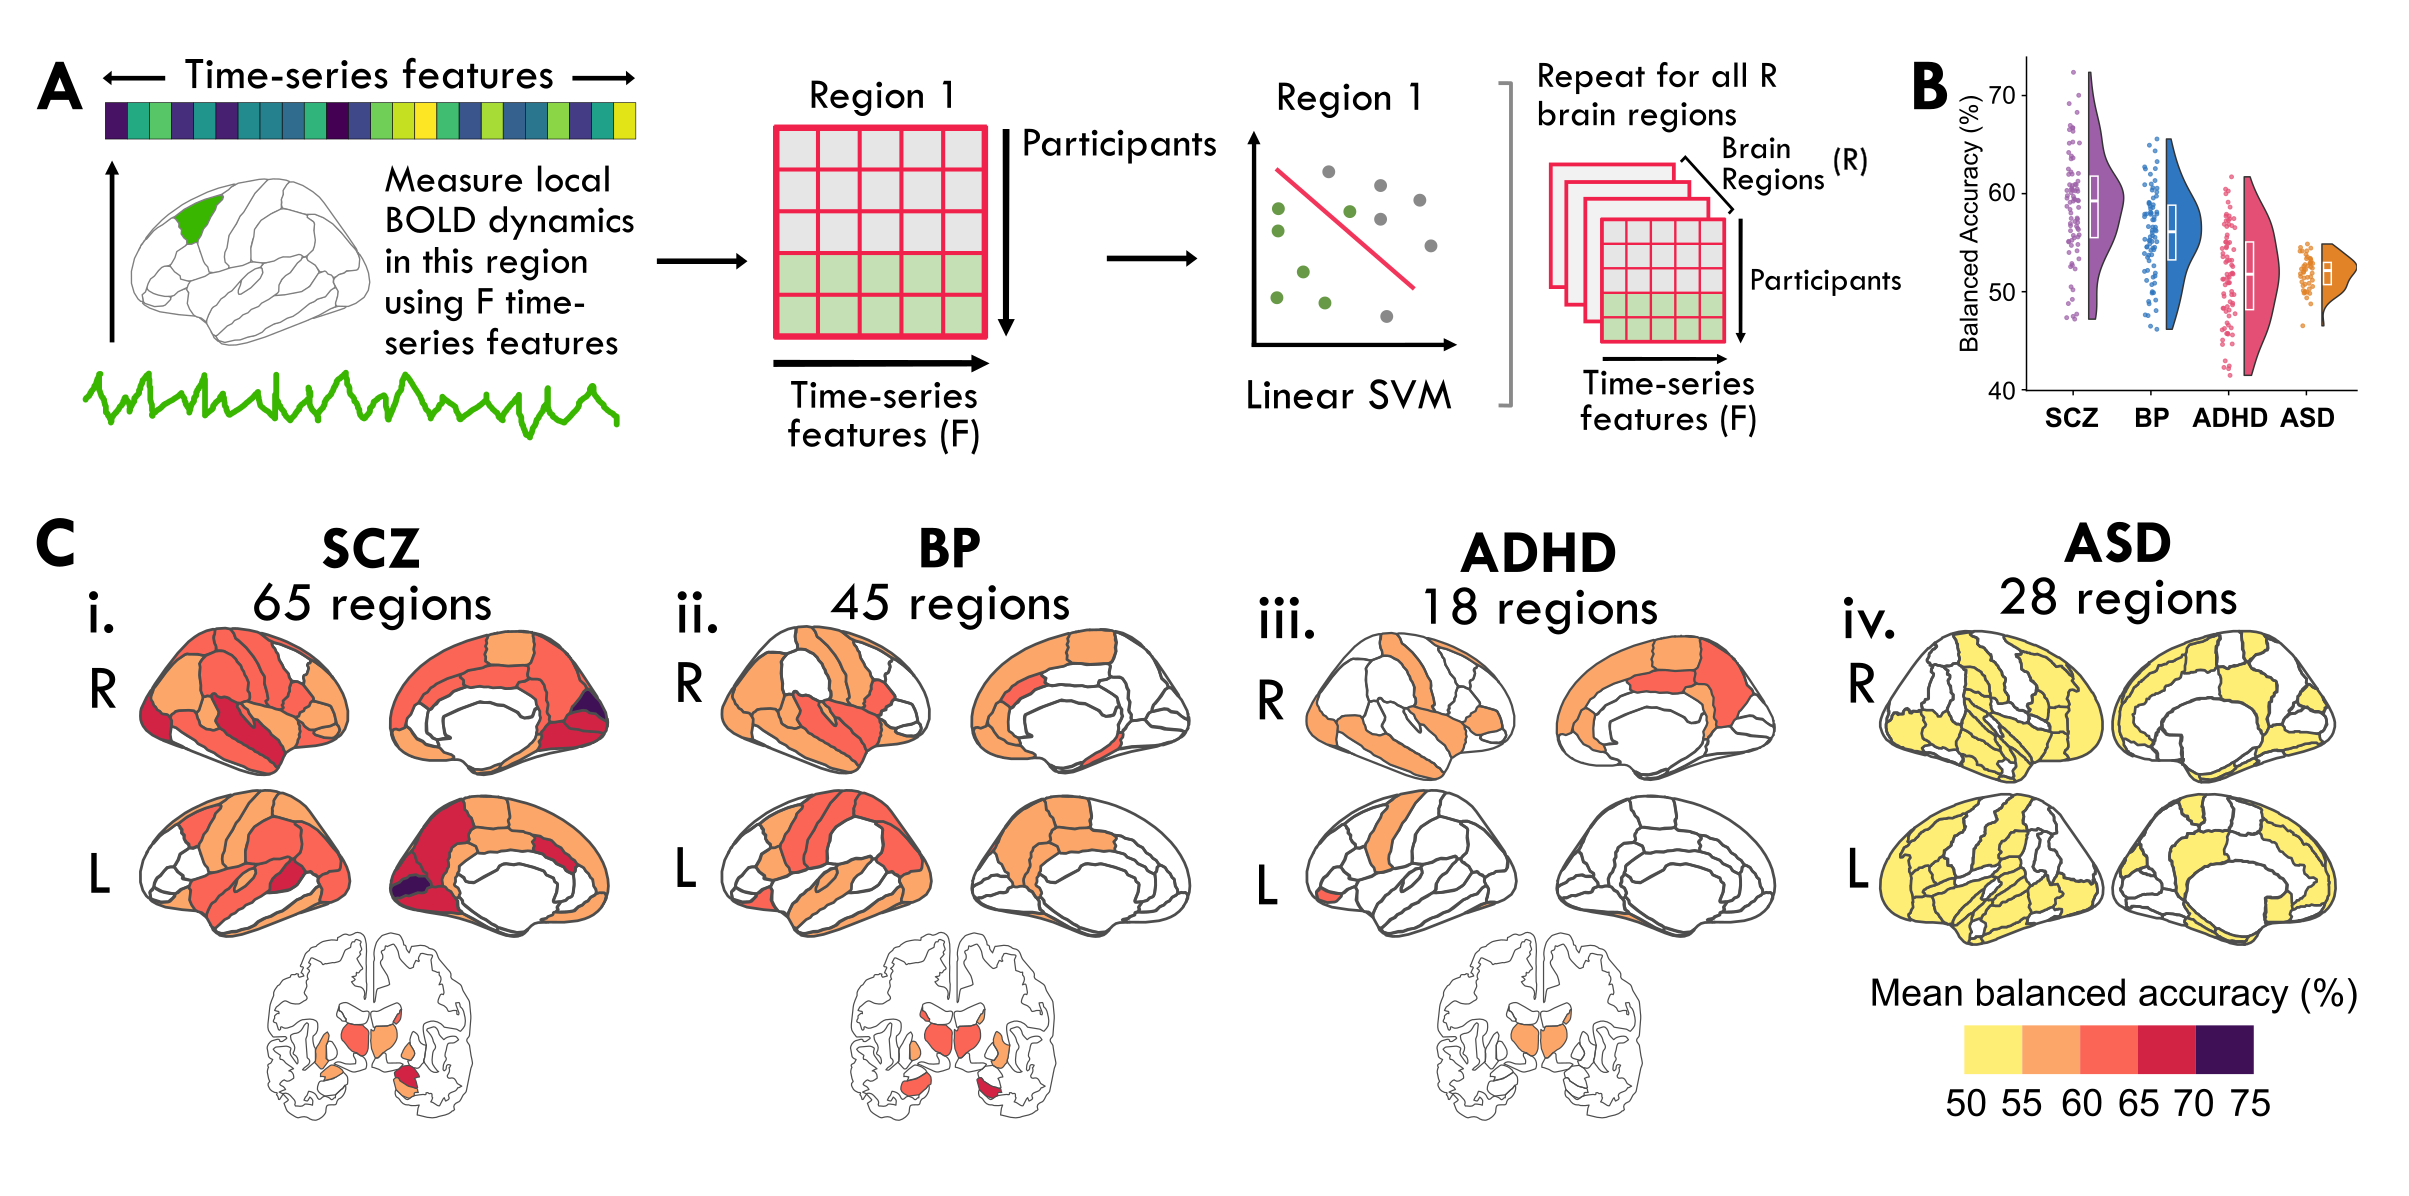 A
Time-series features
Measure local
BOLD dynamics
in this region
using F time-
series features
Region 1
Participants
Time-series
features (F)
Region 1
Linear SVM
Repeat for all R
brain regions
Brain
Regions (R)
Participants
Time-series
features (F)
B
Balanced Accuracy (%)
70
60
50
40
SCZ BP ADHD ASD
C
SCZ
65 regions
i.
R
L
BP
45 regions
ii.
R
L
ADHD
18 regions
iii.
R
L
ASD
28 regions
iv.
R
L
Mean balanced accuracy (%)
50 55 60 65 70 75